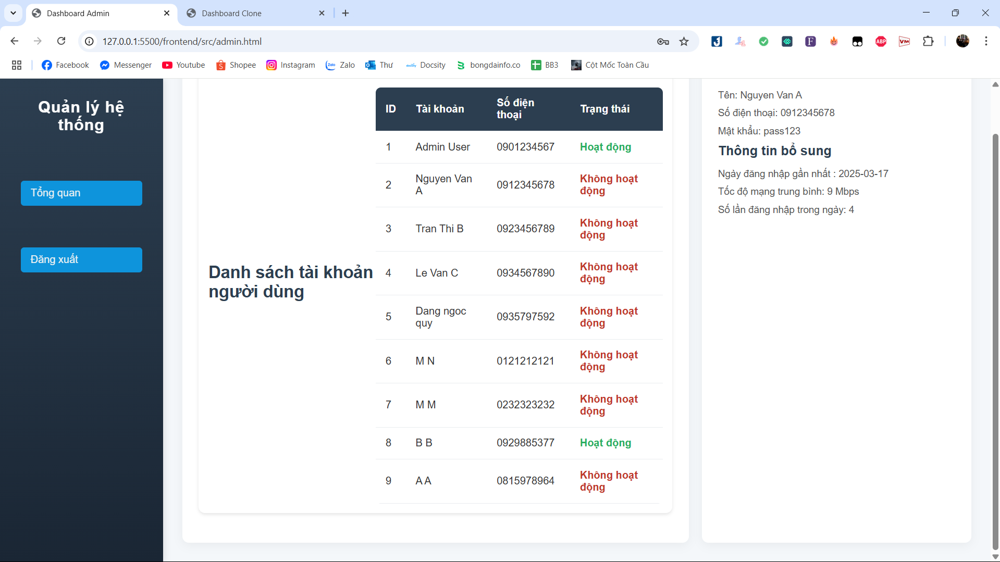 Dashboard Admin
Dashboard Clone
127.0.0.1:5500/frontend/src/admin.html
Facebook
Messenger
Youtube
Shopee
Instagram
Zalo
Thư
Docsity
bongdainfo.co
BB3
Cột Mốc Toàn Cầu
Quản lý hệ
thống
Tổng quan
Đăng xuất
Danh sách tài khoản
người dùng
ID
Tài khoản
Số điện
thoại
Trạng thái
1
Admin User
0901234567
Hoạt động
2
Nguyen Van
A
0912345678
Không hoạt
động
3
Tran Thi B
0923456789
Không hoạt
động
4
Le Van C
0934567890
Không hoạt
động
5
Dang ngoc
quy
0935797592
Không hoạt
động
6
M N
0121212121
Không hoạt
động
7
M M
0232323232
Không hoạt
động
8
B B
0929885377
Hoạt động
9
A A
0815978964
Không hoạt
động
Tên: Nguyen Van A
Số điện thoại: 0912345678
Mật khẩu: pass123
Thông tin bổ sung
Ngày đăng nhập gần nhất : 2025-03-17
Tốc độ mạng trung bình: 9 Mbps
Số lần đăng nhập trong ngày: 4
F
ABP
VM